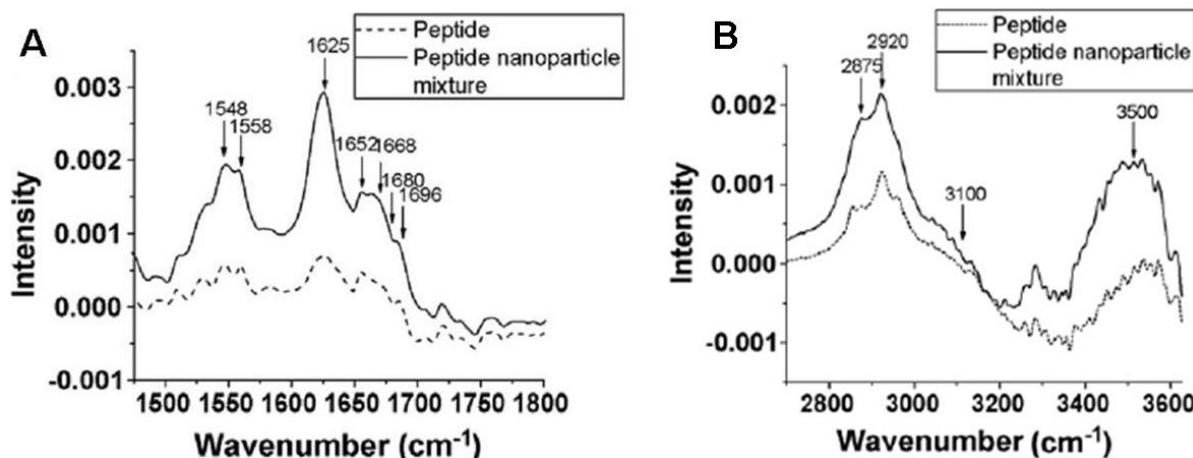 A
Peptide
Peptide nanoparticle
mixture
1625
1548
1558
1652
1668
1680
1696
0.003
0.002
0.001
0.000
-0.001
Intensity
1500 1550 1600 1650 1700 1750 1800
Wavenumber (cm-1)
B
Peptide
Peptide nanoparticle
mixture
2920
2875
3500
3100
0.002
0.001
0.000
-0.001
Intensity
2800 3000 3200 3400 3600
Wavenumber (cm-1)